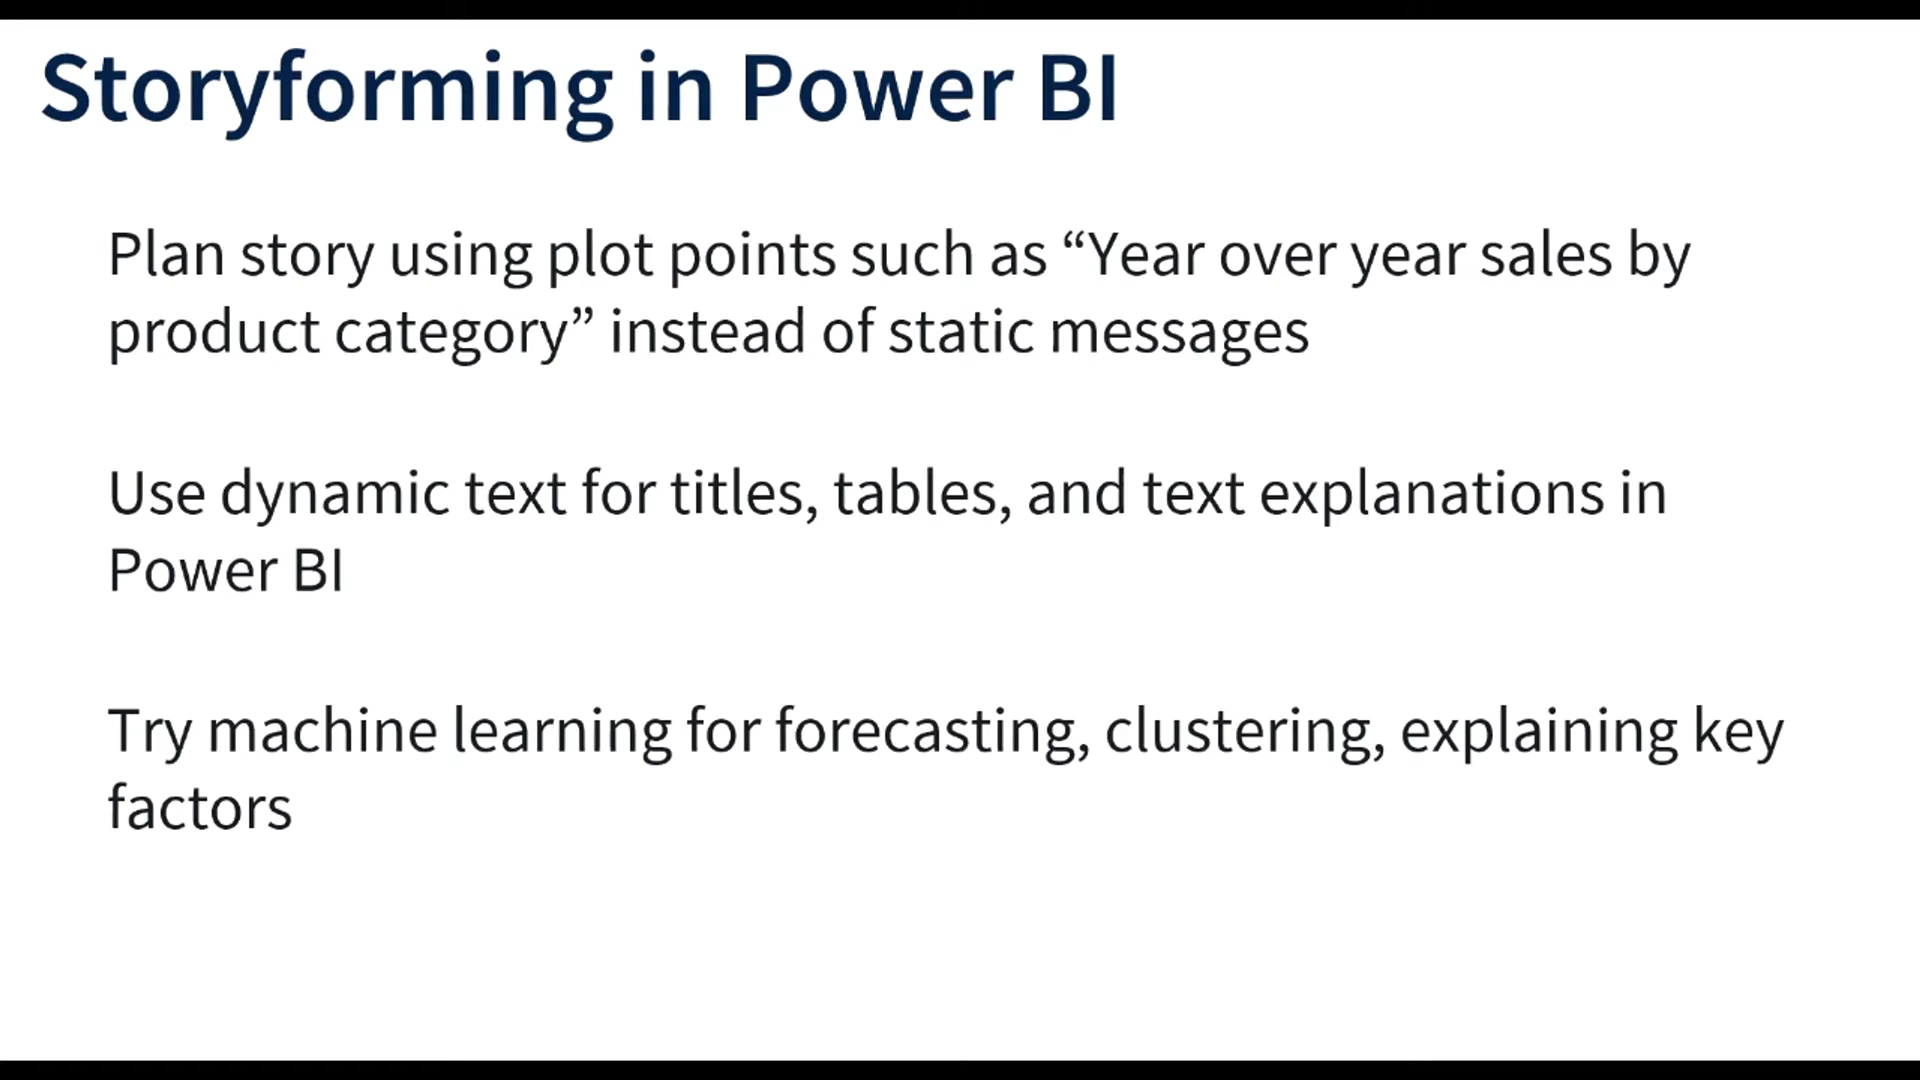 Storyforming in Power BI
Plan story using plot points such as “Year over year sales by
product category” instead of static messages
Use dynamic text for titles, tables, and text explanations in
Power BI
Try machine learning for forecasting, clustering, explaining key
factors